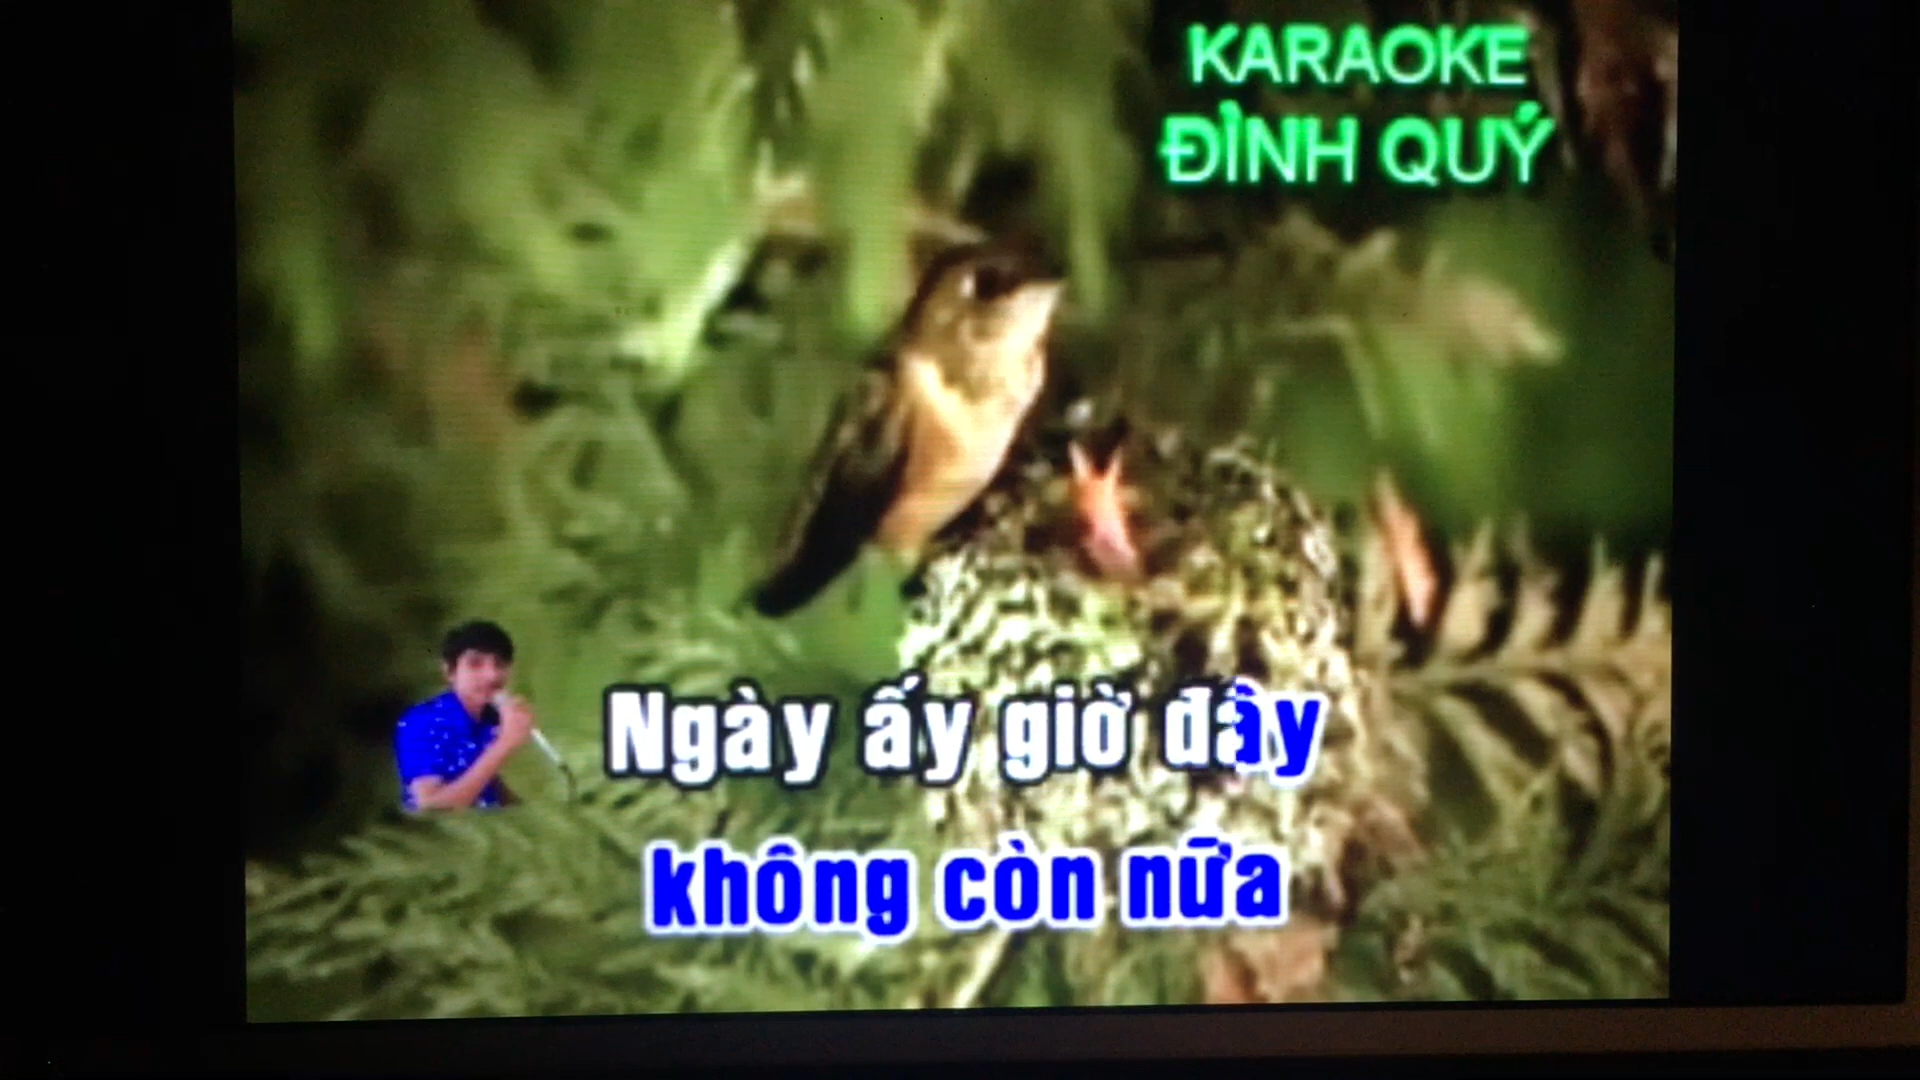 KARAOKE
ĐÌNH QUÝ
Ngày ấy giờ đây
không còn nữa